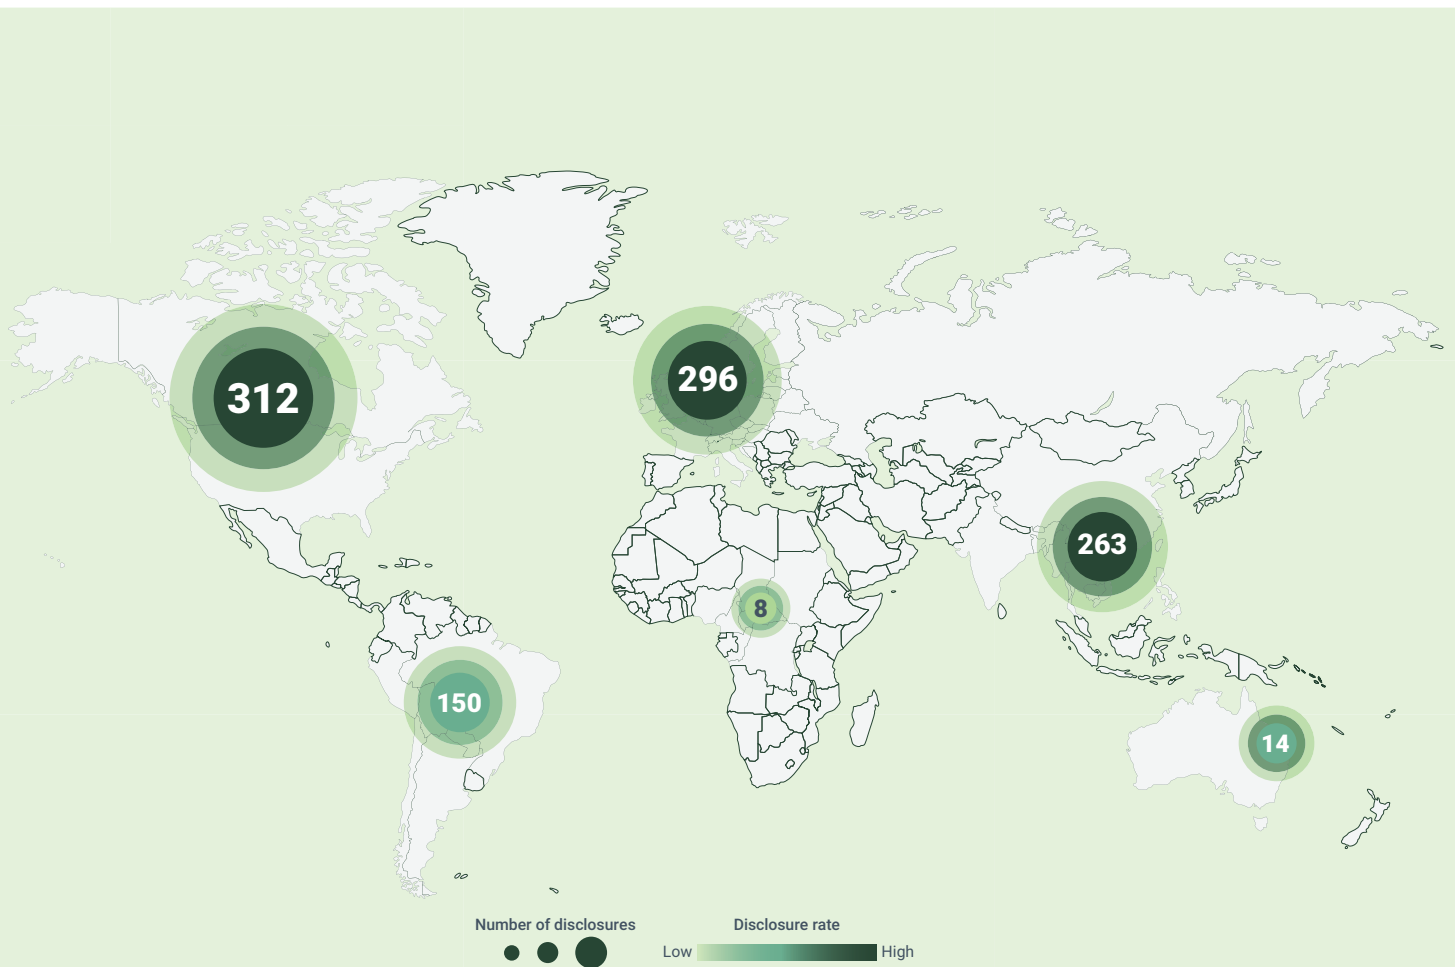 312
296
263
8
150
14
Number of disclosures
Disclosure rate
Low
High